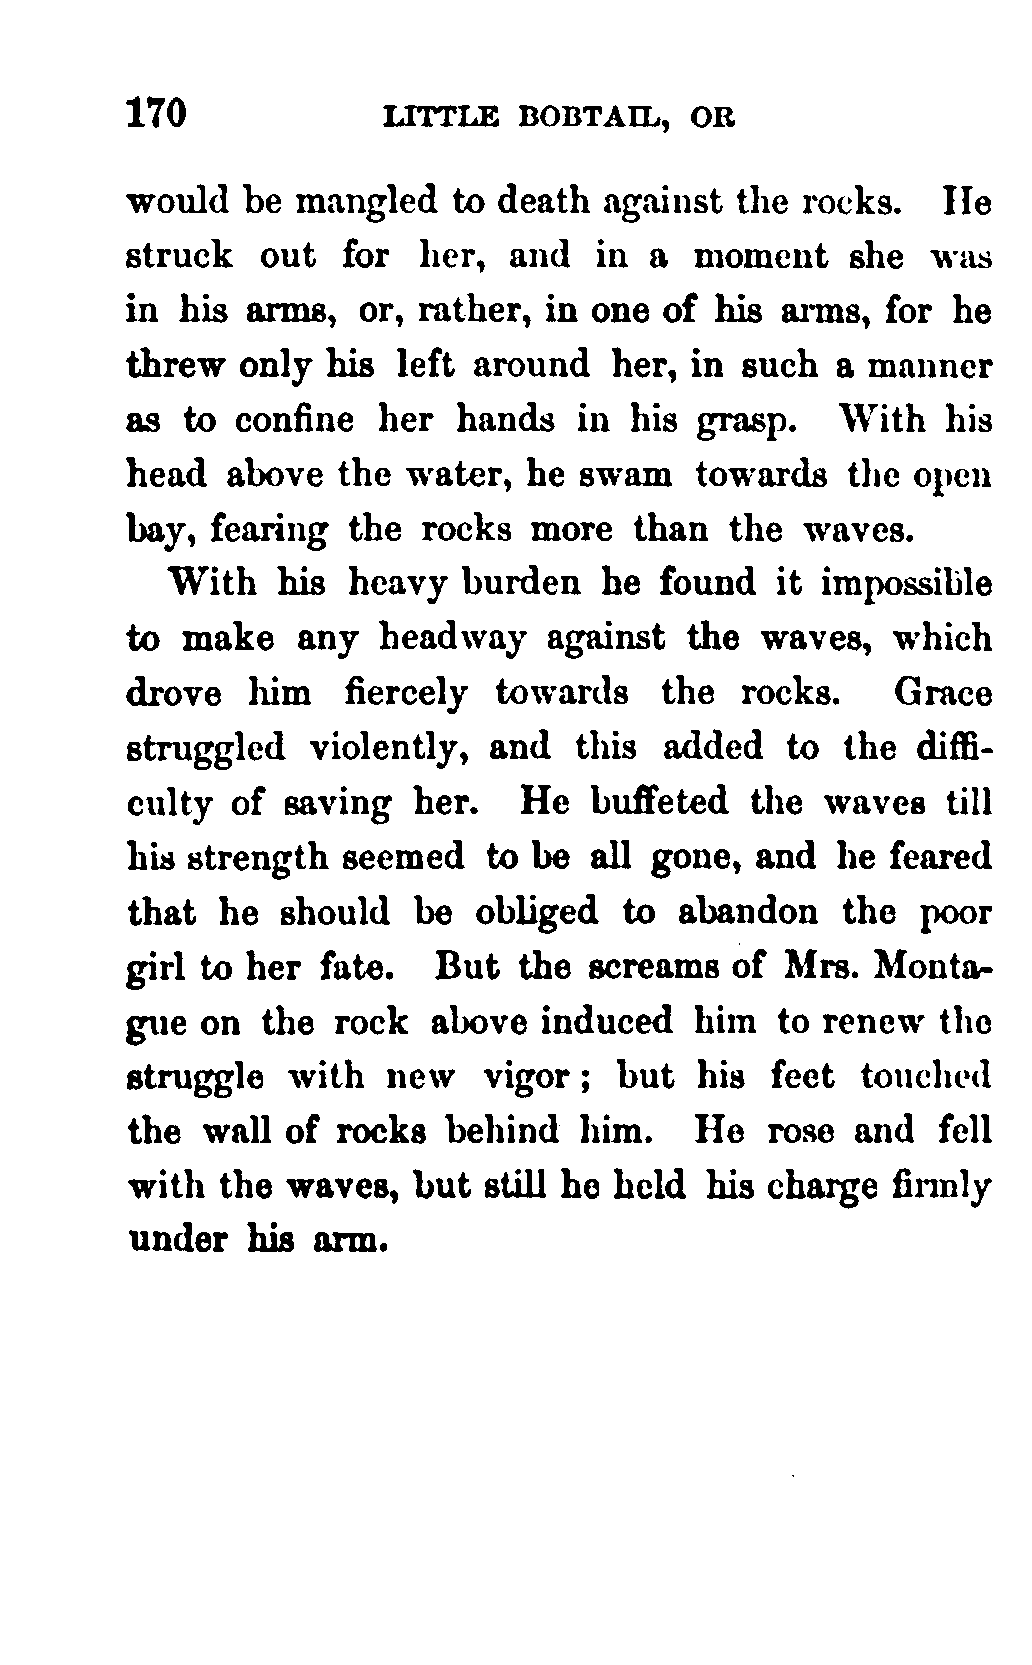 170 LITTLE BOBTAIL, OR
would be mangled to death against the rocks. He
struck out for her, and in a moment she was
in his arms, or, rather, in one of his arms, for he
threw only his left around her, in such a manner
as to confine her hands in his grasp. With his
head above the water, he swam towards the open
bay, fearing the rocks more than the waves.
With his heavy burden he found it impossible
to make any headway against the waves, which
drove him fiercely towards the rocks. Grace
struggled violently, and this added to the diffi-
culty of saving her. He buffeted the waves till
his strength seemed to be all gone, and he feared
that he should be obliged to abandon the poor
girl to her fate. But the screams of Mrs. Monta-
gue on the rock above induced him to renew the
struggle with new vigor; but his feet touched
the wall of rocks behind him. He rose and fell
with the waves, but still he held his charge firmly
under his arm.